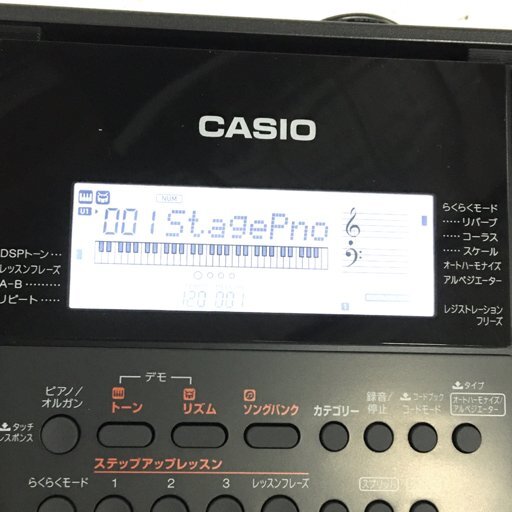 CASIO
NUM
U1
001StagePno
120 001
1
DSPトーン
レッスンフレーズ
A-B
リピート
らくらくモード
リバーブ
コーラス
スケール
オートハーモナイズ
アルペジエーター
レジストレーション
フリーズ
ピアノ/
オルガン
デモ
トーン
リズム
ソングバンク
カテゴリー
録音/
停止
コードブック
コードモード
タイプ
オートハーモナイズ/
アルペジエーター
タッチ
レスポンス
ステップアップレッスン
らくらくモード
1
2
3
レッスンフレーズ
スプリット